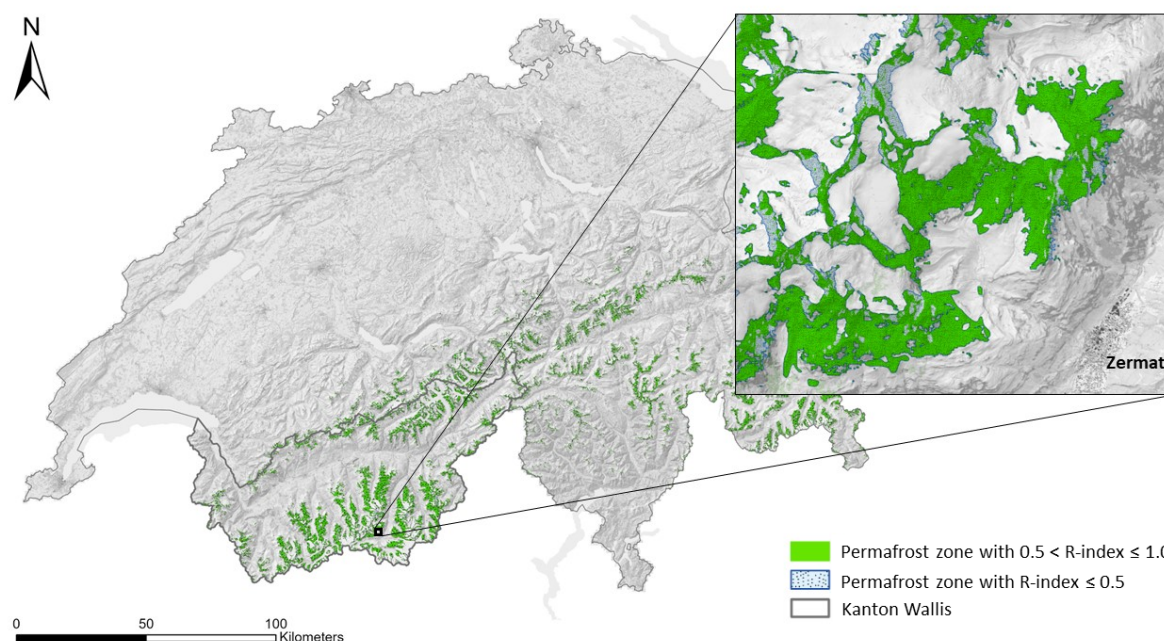 N
Zermat
Permafrost zone with 0.5 < R-index ≤ 1.0
Permafrost zone with R-index ≤ 0.5
Kanton Wallis
0 50 100
Kilometers